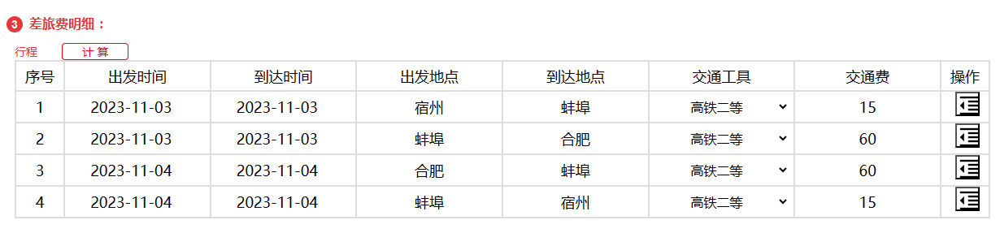 3 差旅费明细：
行程 计 算
序号 出发时间 到达时间 出发地点 到达地点 交通工具 交通费 操作
1 2023-11-03 2023-11-03 宿州 蚌埠 高铁二等 15
2 2023-11-03 2023-11-03 蚌埠 合肥 高铁二等 60
3 2023-11-04 2023-11-04 合肥 蚌埠 高铁二等 60
4 2023-11-04 2023-11-04 蚌埠 宿州 高铁二等 15